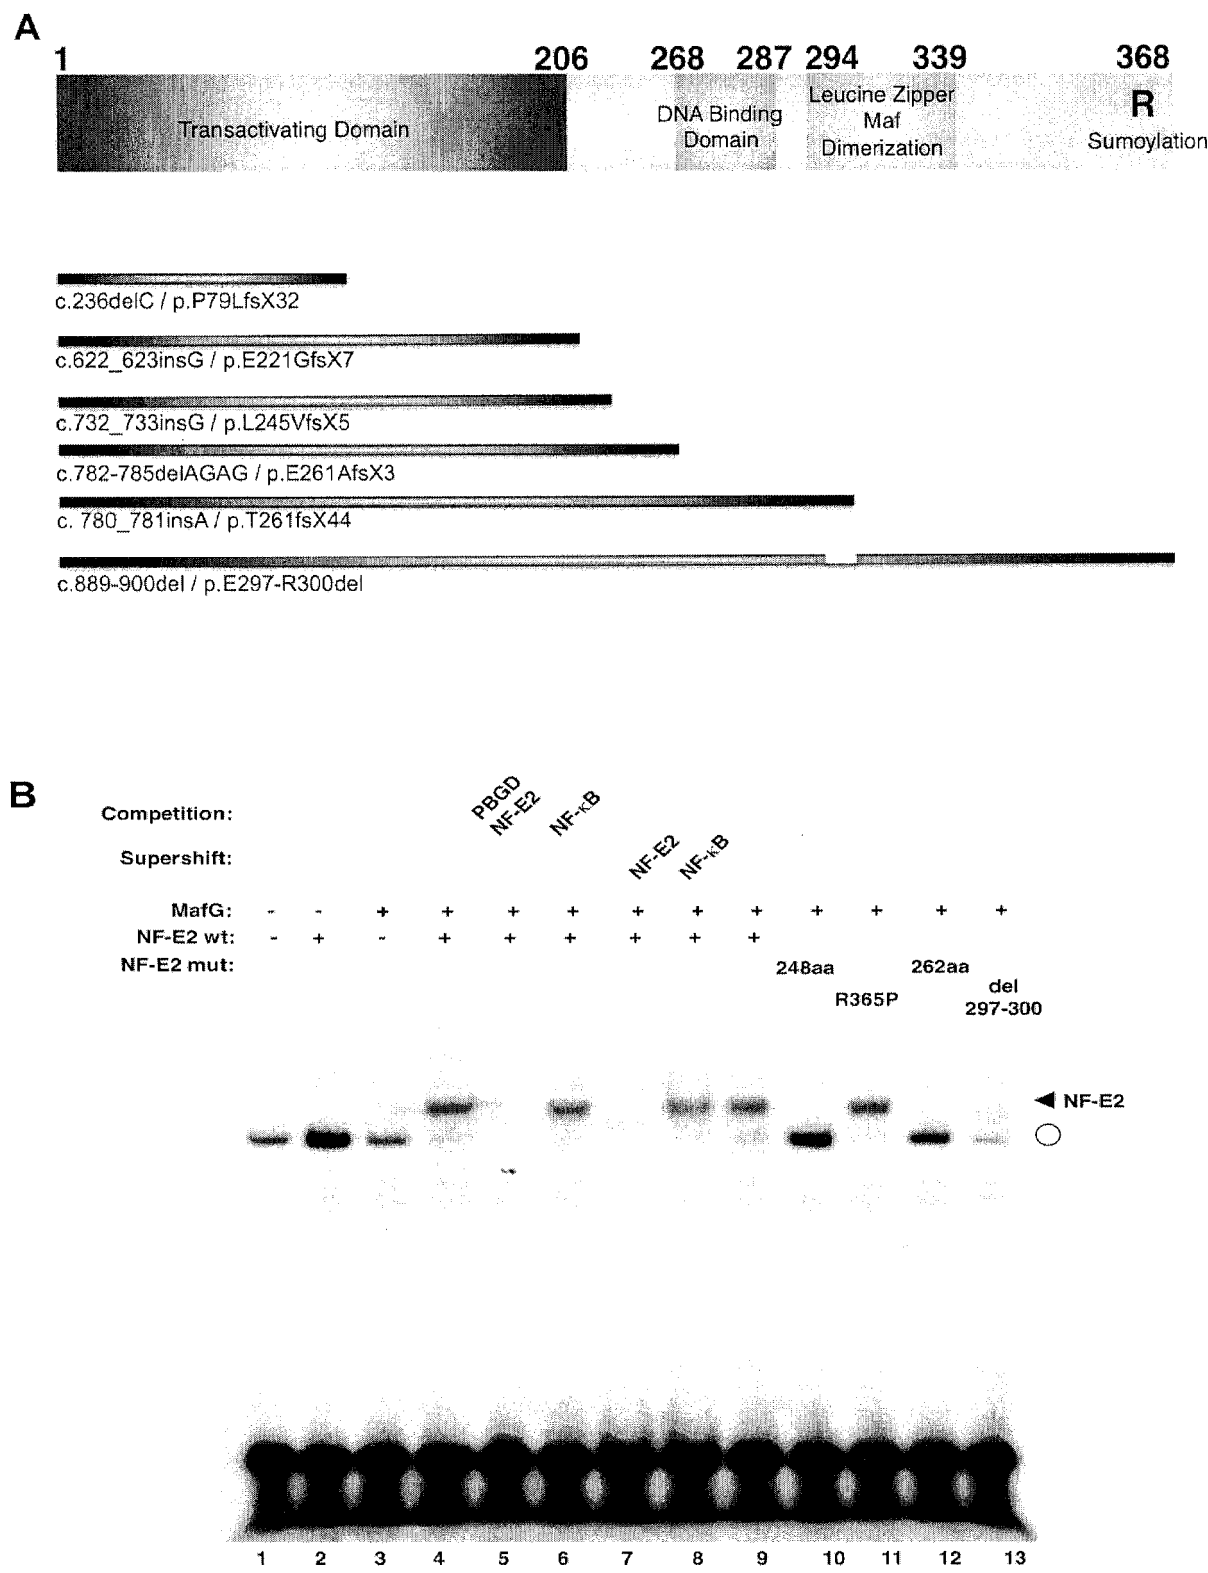 A
1 206 268 287 294 339 368
Transactivating Domain
DNA Binding
Domain
Leucine Zipper
Maf
Dimerization
R
Sumoylation
c.236delC / p.P79LfsX32
c.622_623insG / p.E221GfsX7
c.732_733insG / p.L245VfsX5
c.782-785delAGAG / p.E261AfsX3
c. 780_781insA / p.T261fsX44
c.889-900del / p.E297-R300del
B
Competition:
PBGD
NF-E2
NF-κB
Supershift:
NF-E2
NF-κB
MafG: - - + + + + + + + + + + +
NF-E2 wt: - + - + + + + + +
NF-E2 mut:
248aa
R365P
262aa
del
297-300
NF-E2
1 2 3 4 5 6 7 8 9 10 11 12 13